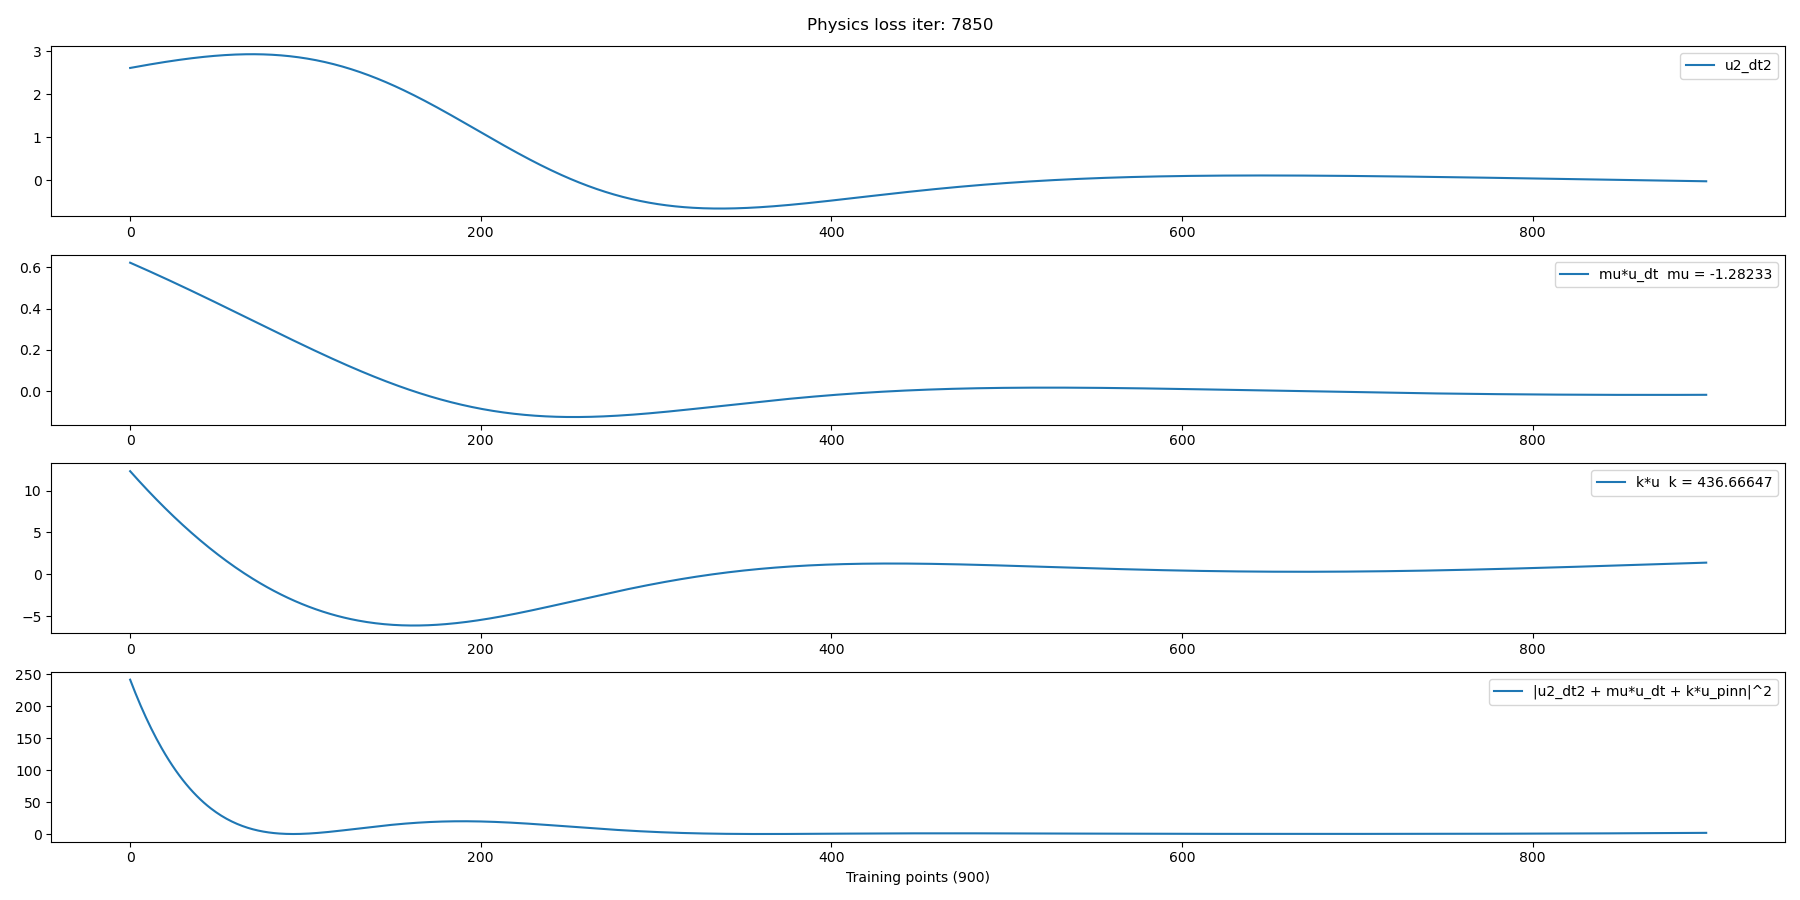 Physics loss iter: 7850
3
2
1
0
u2_dt2
0 200 400 600 800
0.6
0.4
0.2
0.0
mu*u_dt  mu = -1.28233
0 200 400 600 800
10
5
0
−5
k*u  k = 436.66647
0 200 400 600 800
250
200
150
100
50
0
|u2_dt2 + mu*u_dt + k*u_pinn|^2
0 200 400 600 800
Training points (900)